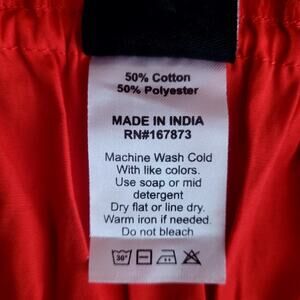 50% Cotton
50% Polyester
MADE IN INDIA
RN#167873
Machine Wash Cold
With like colors.
Use soap or mid
detergent
Dry flat or line dry.
Warm iron if needed.
Do not bleach
30°